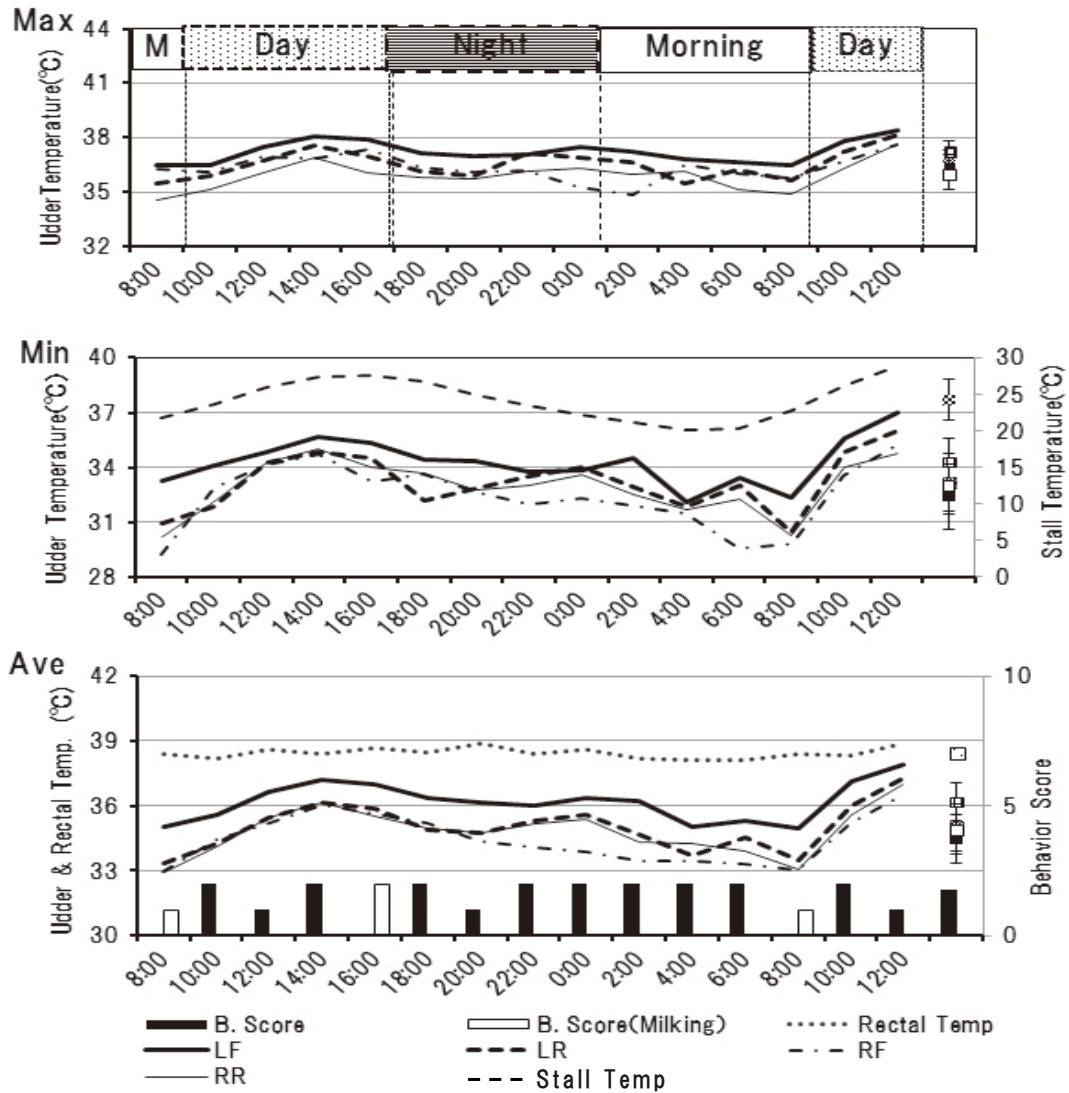 Max
M Day Night Morning Day
Udder Temperature(℃)
44
41
38
35
32
8:00 10:00 12:00 14:00 16:00 18:00 20:00 22:00 0:00 2:00 4:00 6:00 8:00 10:00 12:00
Min
Udder Temperature(℃)
40
37
34
31
28
30
25
20
15
10
5
0
Stall Temperature(℃)
8:00 10:00 12:00 14:00 16:00 18:00 20:00 22:00 0:00 2:00 4:00 6:00 8:00 10:00 12:00
Ave
Udder & Rectal Temp. (℃)
42
39
36
33
30
10
5
0
Behavior Score
8:00 10:00 12:00 14:00 16:00 18:00 20:00 22:00 0:00 2:00 4:00 6:00 8:00 10:00 12:00
B. Score B. Score(Milking) Rectal Temp
LF LR RF
RR Stall Temp